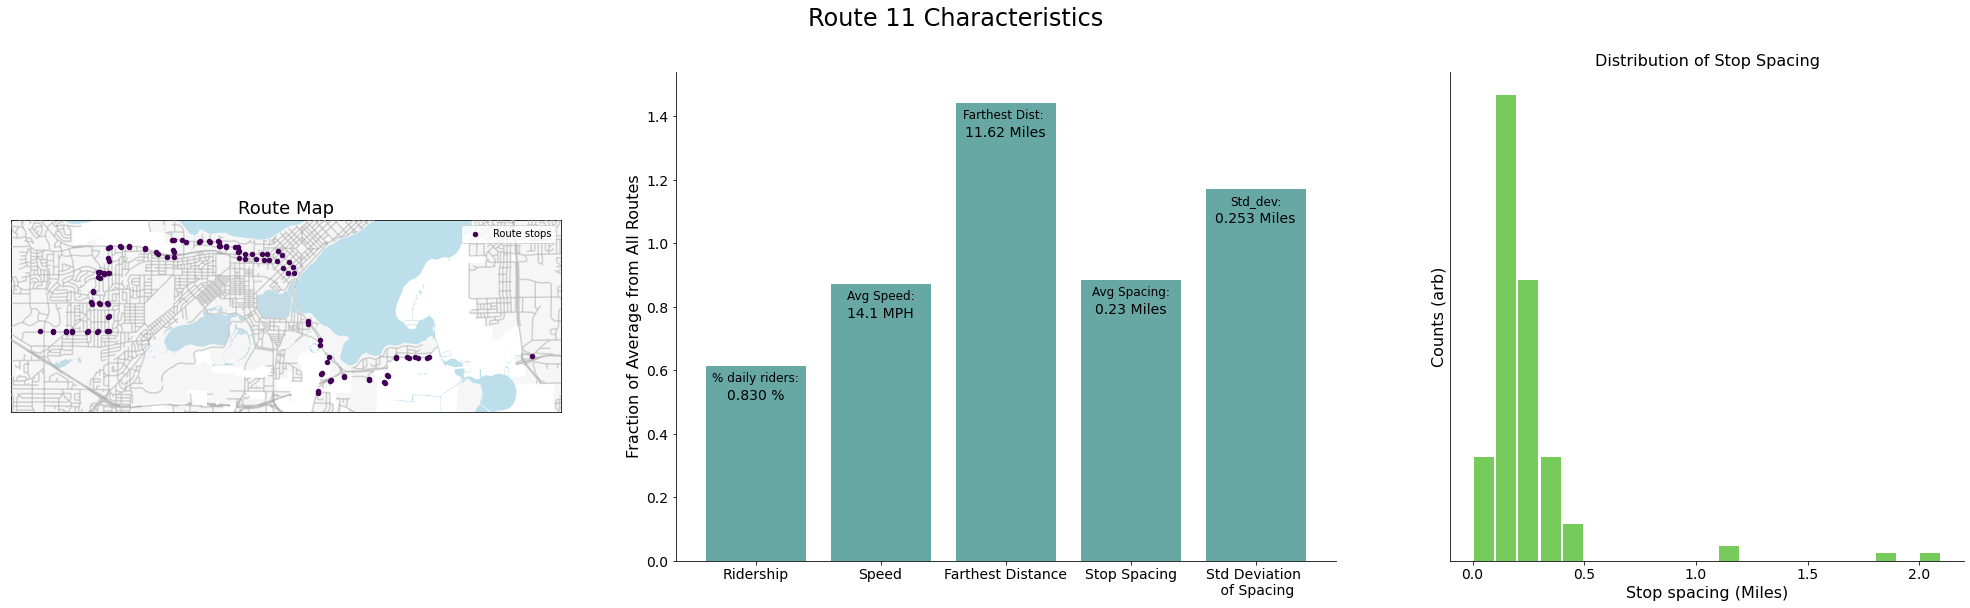 Route 11 Characteristics
Route Map
Route stops
Fraction of Average from All Routes
0.0
0.2
0.4
0.6
0.8
1.0
1.2
1.4
% daily riders:
0.830 %
Avg Speed:
14.1 MPH
Farthest Dist:
11.62 Miles
Avg Spacing:
0.23 Miles
Std_dev:
0.253 Miles
Ridership
Speed
Farthest Distance
Stop Spacing
Std Deviation
of Spacing
Distribution of Stop Spacing
Counts (arb)
0.0
0.5
1.0
1.5
2.0
Stop spacing (Miles)